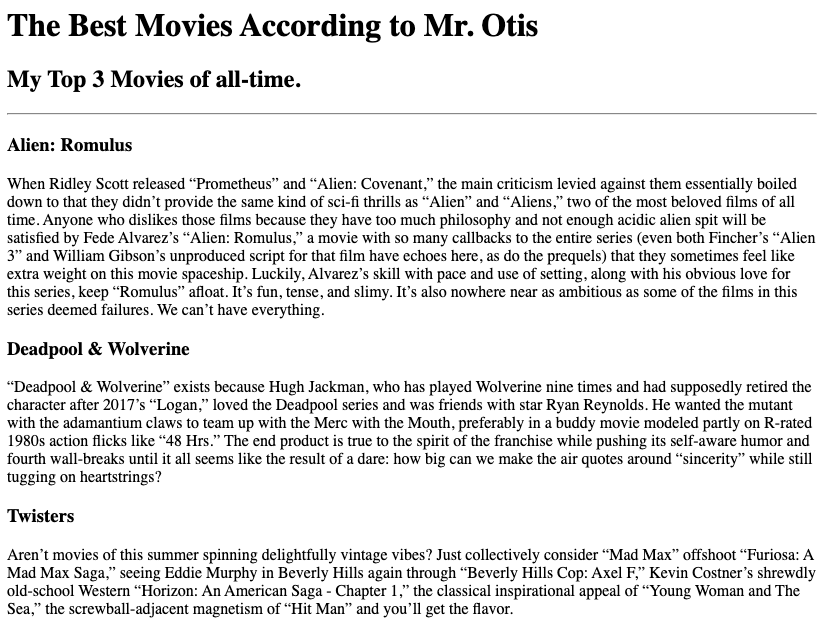 The Best Movies According to Mr. Otis
My Top 3 Movies of all-time.
Alien: Romulus
When Ridley Scott released “Prometheus” and “Alien: Covenant,” the main criticism levied against them essentially boiled
down to that they didn’t provide the same kind of sci-fi thrills as “Alien” and “Aliens,” two of the most beloved films of all
time. Anyone who dislikes those films because they have too much philosophy and not enough acidic alien spit will be
satisfied by Fede Alvarez’s “Alien: Romulus,” a movie with so many callbacks to the entire series (even both Fincher’s “Alien
3” and William Gibson’s unproduced script for that film have echoes here, as do the prequels) that they sometimes feel like
extra weight on this movie spaceship. Luckily, Alvarez’s skill with pace and use of setting, along with his obvious love for
this series, keep “Romulus” afloat. It’s fun, tense, and slimy. It’s also nowhere near as ambitious as some of the films in this
series deemed failures. We can’t have everything.
Deadpool & Wolverine
“Deadpool & Wolverine” exists because Hugh Jackman, who has played Wolverine nine times and had supposedly retired the
character after 2017’s “Logan,” loved the Deadpool series and was friends with star Ryan Reynolds. He wanted the mutant
with the adamantium claws to team up with the Merc with the Mouth, preferably in a buddy movie modeled partly on R-rated
1980s action flicks like “48 Hrs.” The end product is true to the spirit of the franchise while pushing its self-aware humor and
fourth wall-breaks until it all seems like the result of a dare: how big can we make the air quotes around “sincerity” while still
tugging on heartstrings?
Twisters
Aren’t movies of this summer spinning delightfully vintage vibes? Just collectively consider “Mad Max” offshoot “Furiosa: A
Mad Max Saga,” seeing Eddie Murphy in Beverly Hills again through “Beverly Hills Cop: Axel F,” Kevin Costner’s shrewdly
old-school Western “Horizon: An American Saga - Chapter 1,” the classical inspirational appeal of “Young Woman and The
Sea,” the screwball-adjacent magnetism of “Hit Man” and you’ll get the flavor.